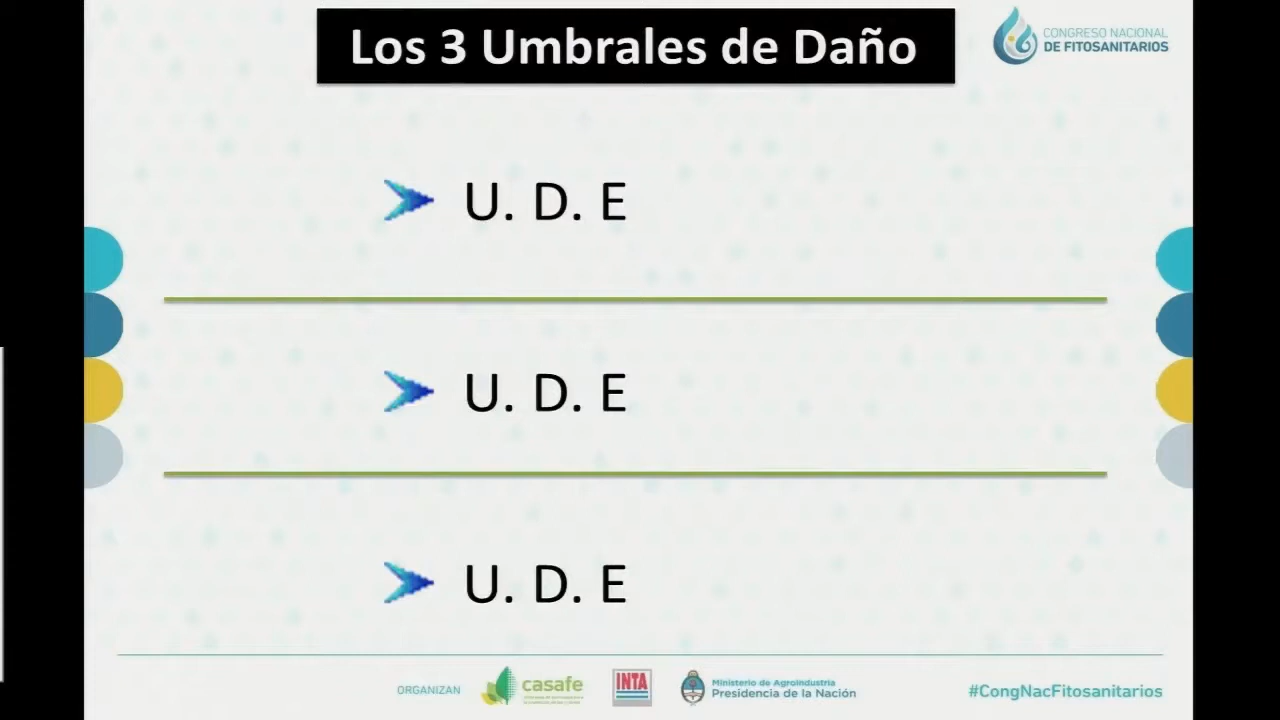 Los 3 Umbrales de Daño
CONGRESO NACIONAL
DE FITOSANITARIOS
U. D. E
U. D. E
U. D. E
ORGANIZAN
casafe
INTA
Ministerio de Agroindustria
Presidencia de la Nación
#CongNacFitosanitarios